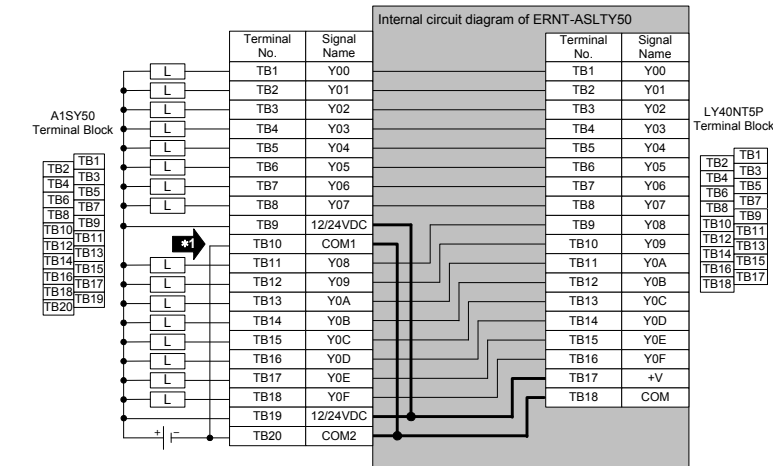 Internal circuit diagram of ERNT-ASLTY50
Terminal No. Signal Name Terminal No. Signal Name
TB1 Y00 TB1 Y00
TB2 Y01 TB2 Y01
TB3 Y02 TB3 Y02
TB4 Y03 TB4 Y03
TB5 Y04 TB5 Y04
TB6 Y05 TB6 Y05
TB7 Y06 TB7 Y06
TB8 Y07 TB8 Y07
TB9 12/24VDC TB9 Y08
TB10 COM1 TB10 Y09
TB11 Y08 TB11 Y0A
TB12 Y09 TB12 Y0B
TB13 Y0A TB13 Y0C
TB14 Y0B TB14 Y0D
TB15 Y0C TB15 Y0E
TB16 Y0D TB16 Y0F
TB17 Y0E TB17 +V
TB18 Y0F TB18 COM
TB19 12/24VDC
TB20 COM2
L
L
L
L
L
L
L
L
*1
L
L
L
L
L
L
L
L
+ −
A1SY50
Terminal Block
TB1
TB2
TB3
TB4
TB5
TB6
TB7
TB8
TB9
TB10
TB11
TB12
TB13
TB14
TB15
TB16
TB17
TB18
TB19
TB20
LY40NT5P
Terminal Block
TB1
TB2
TB3
TB4
TB5
TB6
TB7
TB8
TB9
TB10
TB11
TB12
TB13
TB14
TB15
TB16
TB17
TB18